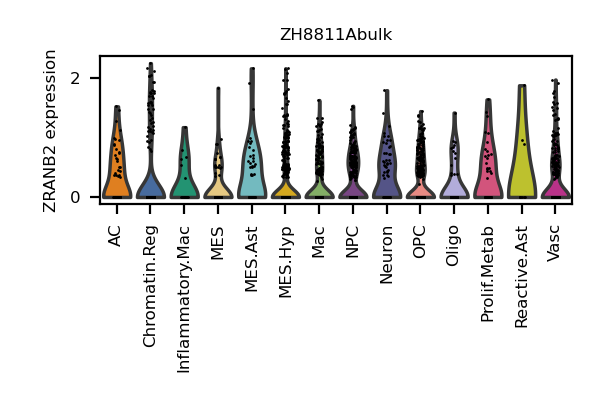 ZH8811Abulk
ZRANB2 expression
2
0
AC
Chromatin.Reg
Inflammatory.Mac
MES
MES.Ast
MES.Hyp
Mac
NPC
Neuron
OPC
Oligo
Prolif.Metab
Reactive.Ast
Vasc